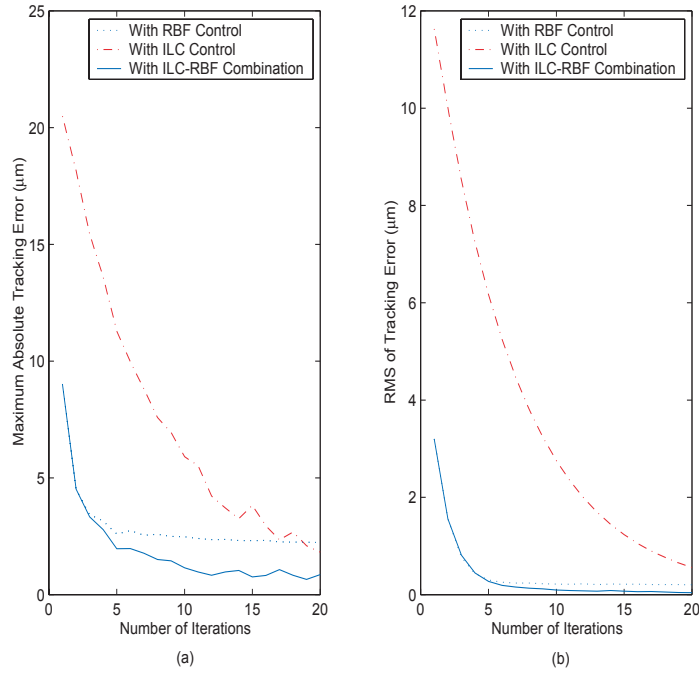 25
20
15
10
5
0
0
5
10
15
20
Maximum Absolute Tracking Error (μm)
Number of Iterations
With RBF Control
With ILC Control
With ILC-RBF Combination
(a)
12
10
8
6
4
2
0
0
5
10
15
20
RMS of Tracking Error (μm)
Number of Iterations
With RBF Control
With ILC Control
With ILC-RBF Combination
(b)